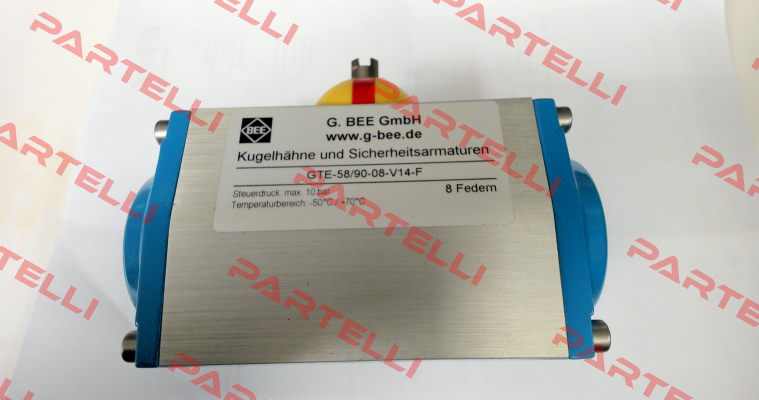 BEE
G. BEE GmbH
www.g-bee.de
Kugelhähne und Sicherheitsarmaturen
GTE-58/90-08-V14-F
Steuerdruck: max. 10 bar
8 Federn
Temperaturbereich: -50°C / +70°C
PARTELLI
PARTELLI
PARTELLI
PARTELLI
PARTELLI
PARTELLI
PARTELLI
PARTELLI
PARTELLI
PARTELLI
PARTELLI